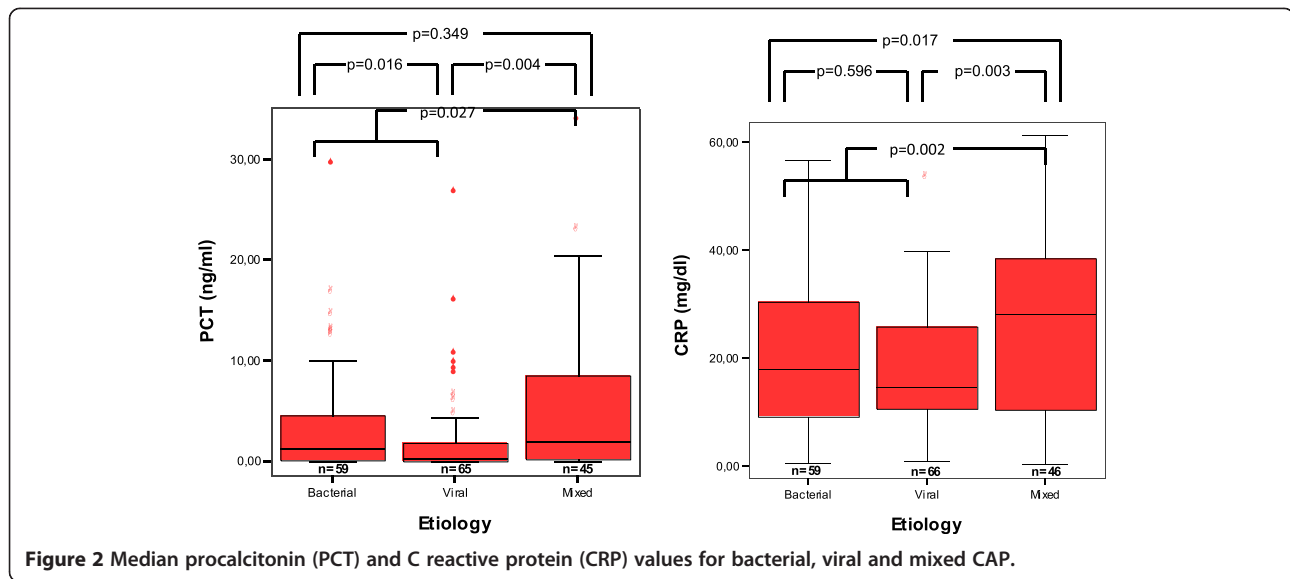 p=0.349
p=0.016
p=0.004
p=0.027
PCT (ng/ml)
30,00
20,00
10,00
0,00
n=59
n=65
n=45
Bacterial
Viral
Mixed
Etiology
p=0.017
p=0.596
p=0.003
p=0.002
CRP (mg/dl)
60,00
40,00
20,00
0,00
n=59
n=66
n=46
Bacterial
Viral
Mixed
Etiology
Figure 2 Median procalcitonin (PCT) and C reactive protein (CRP) values for bacterial, viral and mixed CAP.